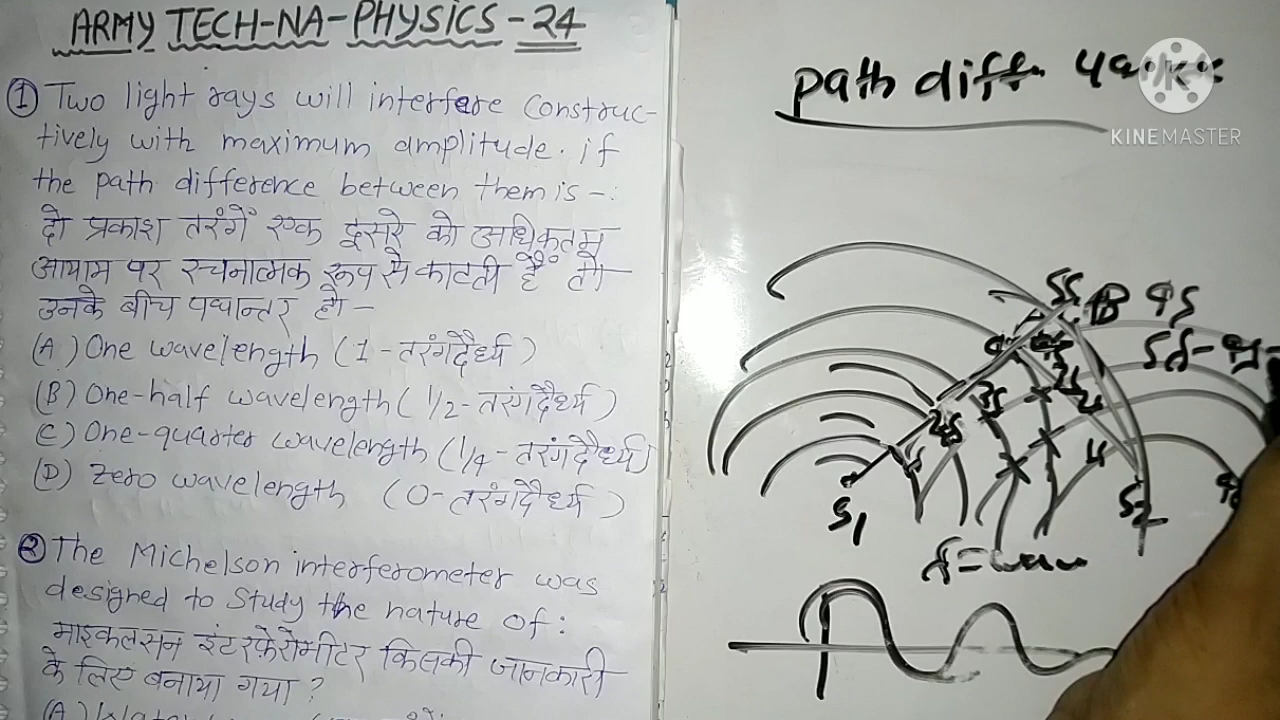 ARMY TECH-NA-PHYSICS-24
① Two light rays will interfere construc-
tively with maximum amplitude. if
the path difference between them is -:
दो प्रकाश तरंगें एक दूसरे को अधिकतम
आयाम पर रचनात्मक रूप से काटती हैं तो
उनके बीच पथान्तर हो -
(A) One wavelength (1-तरंगदैर्ध्य)
(B) One-half wavelength (1/2-तरंगदैर्ध्य)
(C) One-quarter wavelength (1/4-तरंगदैर्ध्य)
(D) Zero wavelength (0-तरंगदैर्ध्य)
② The Michelson interferometer was
designed to study the nature of:
माइकलसन इंटरफ़ेरोमीटर किसकी जानकारी
के लिए बनाया गया?
path diff.
KINEMASTER
5S B 9S
3S
S1
S2